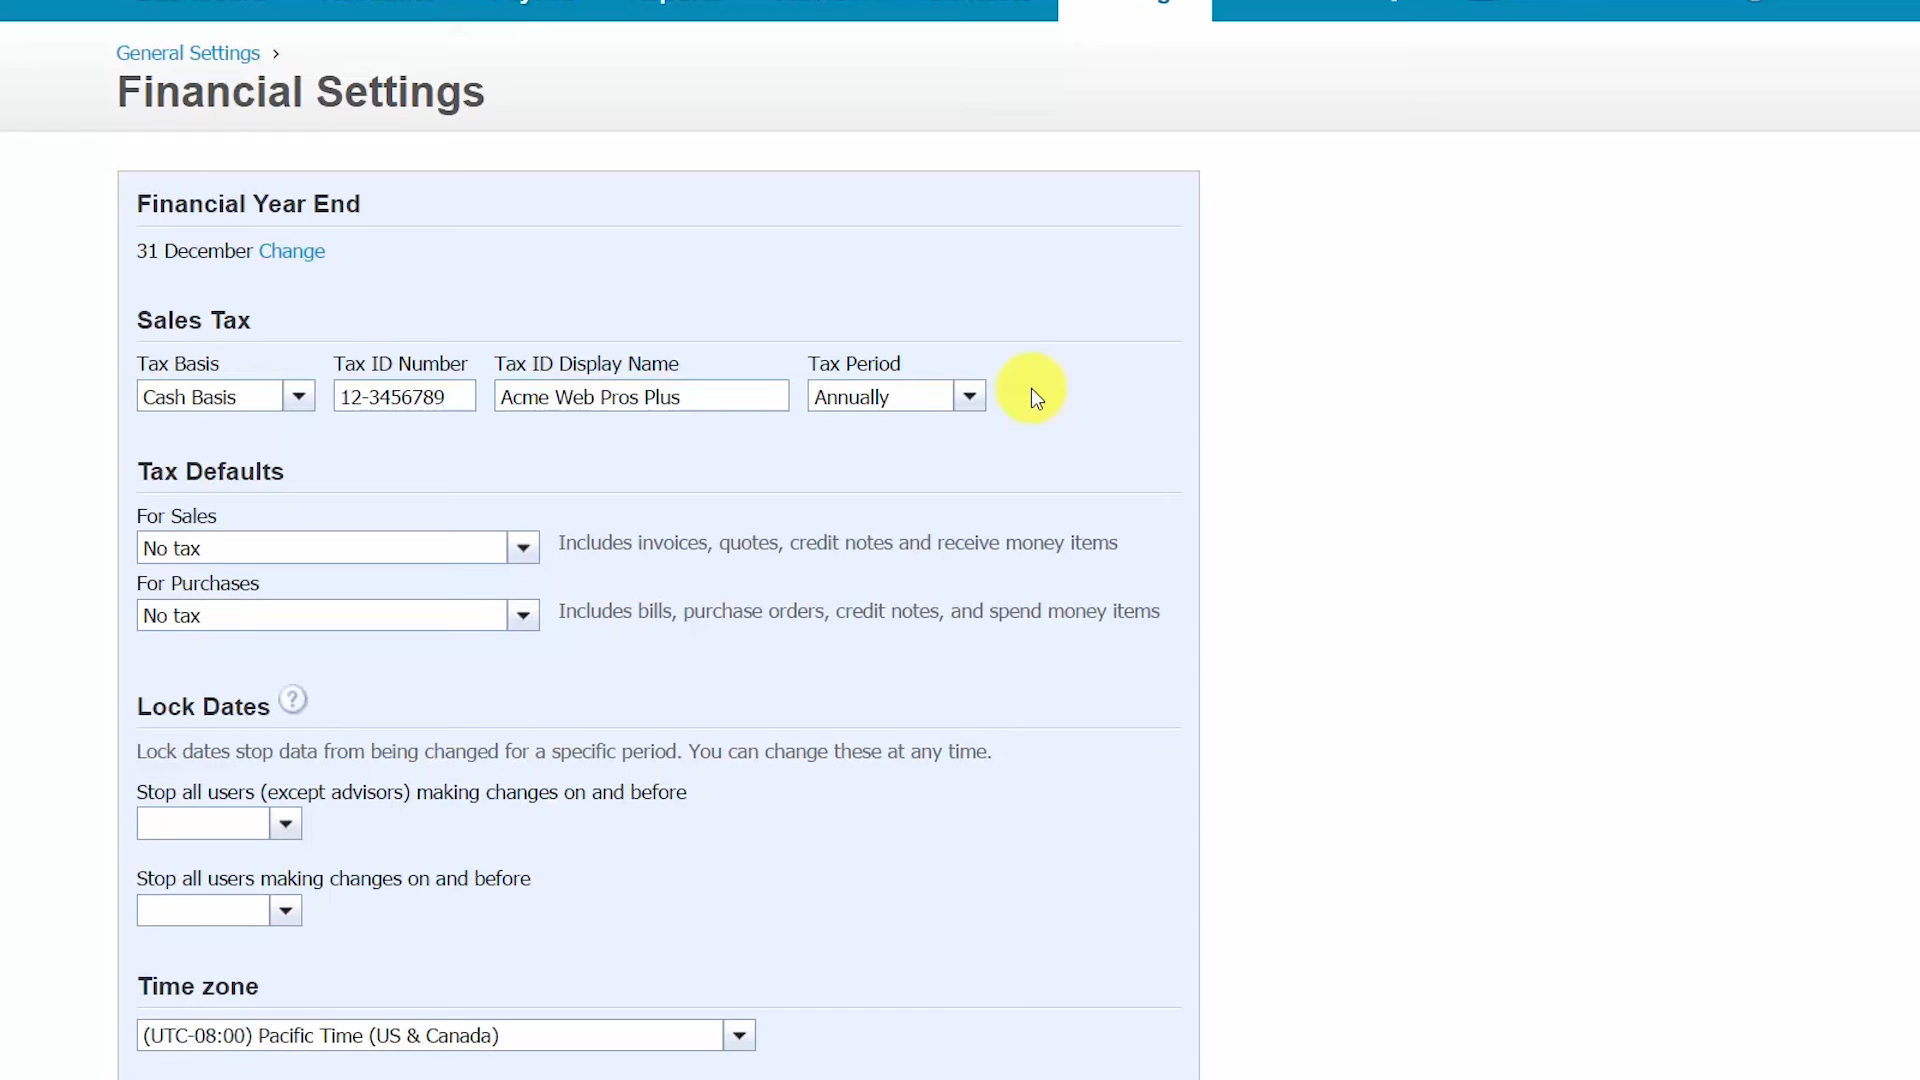 General Settings ›
Financial Settings
Financial Year End
31 December Change
Sales Tax
Tax Basis Tax ID Number Tax ID Display Name Tax Period
Cash Basis 12-3456789 Acme Web Pros Plus Annually
Tax Defaults
For Sales
No tax Includes invoices, quotes, credit notes and receive money items
For Purchases
No tax Includes bills, purchase orders, credit notes, and spend money items
Lock Dates ?
Lock dates stop data from being changed for a specific period. You can change these at any time.
Stop all users (except advisors) making changes on and before
Stop all users making changes on and before
Time zone
(UTC-08:00) Pacific Time (US & Canada)